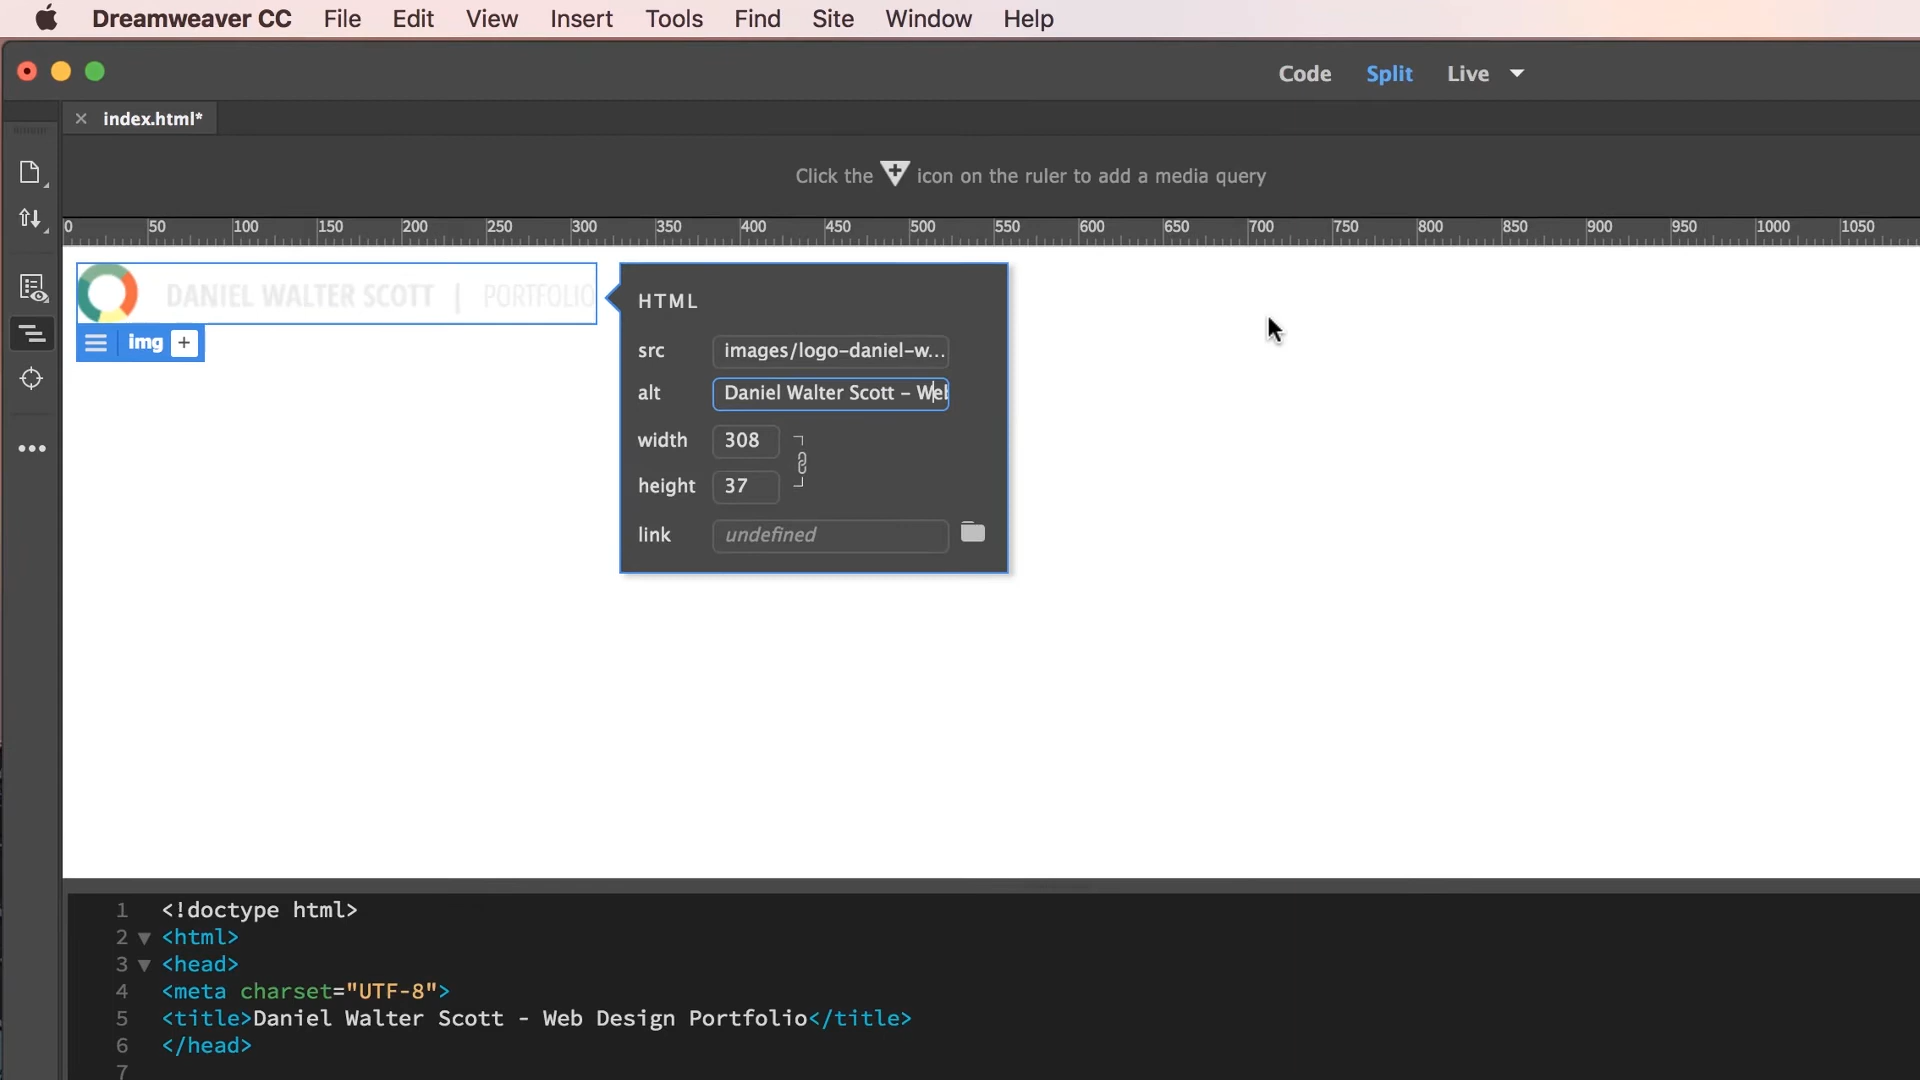 Dreamweaver CC File Edit View Insert Tools Find Site Window Help
Code Split Live
index.html*
Click the icon on the ruler to add a media query
0 50 100 150 200 250 300 350 400 450 500 550 600 650 700 750 800 850 900 950 1000 1050
DANIEL WALTER SCOTT | PORTFOLIO
img +
HTML
src images/logo-daniel-w...
alt Daniel Walter Scott - Web
width 308
height 37
link undefined
1 <!doctype html>
2 <html>
3 <head>
4 <meta charset="UTF-8">
5 <title>Daniel Walter Scott - Web Design Portfolio</title>
6 </head>
7